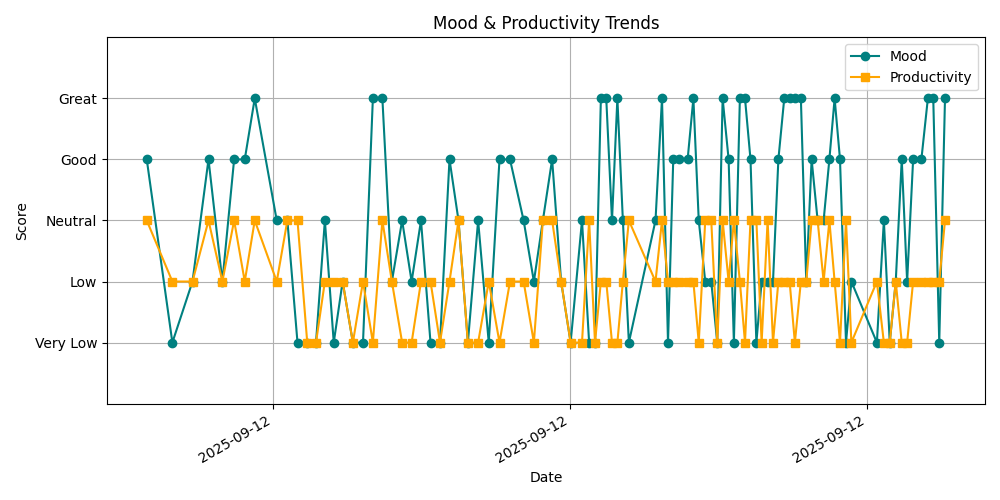 Mood & Productivity Trends
Mood
Productivity
Great
Good
Neutral
Low
Very Low
Score
2025-09-12
2025-09-12
2025-09-12
Date